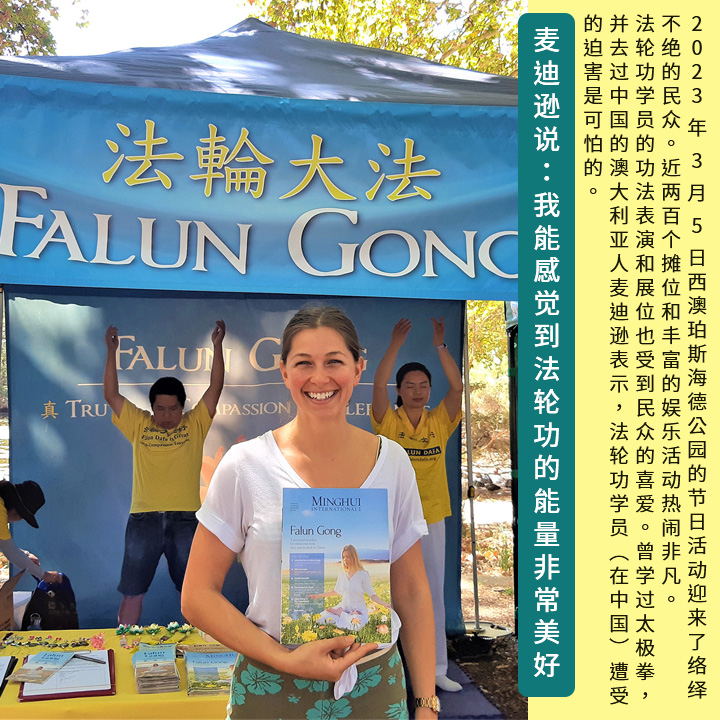 2023年3月5日西澳珀斯海德公园的节日活动迎来了络绎
不绝的民众。近两百个摊位和丰富的娱乐活动热闹非凡。
法轮功学员的功法表演和展位也受到民众的喜爱。曾学过太极拳，
并去过中国的澳大利亚人麦迪逊表示，法轮功学员（在中国）遭受
的迫害是可怕的。
麦迪逊说：我能感觉到法轮功的能量非常美好
法輪大法
FALUN GONG
FALUN G
真 TRU
PASSION
LE
LUN DAFA
MINGHUI
INTERNATIONAL
Falun Gong